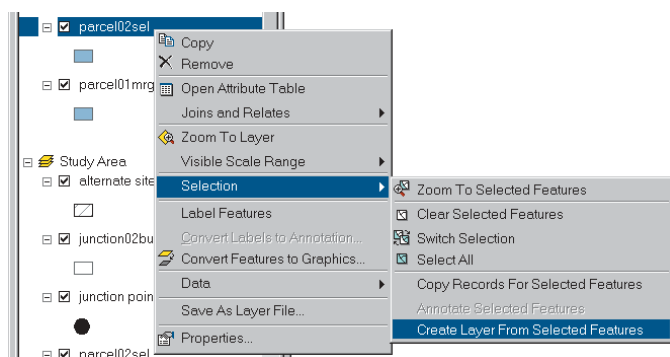 parcel02sel
parcel01mrg
Study Area
alternate site
junction02bu
junction poin
parcel02sel
Copy
Remove
Open Attribute Table
Joins and Relates
Zoom To Layer
Visible Scale Range
Selection
Label Features
Convert Labels to Annotation...
Convert Features to Graphics...
Data
Save As Layer File...
Properties...
Zoom To Selected Features
Clear Selected Features
Switch Selection
Select All
Copy Records For Selected Features
Annotate Selected Features
Create Layer From Selected Features